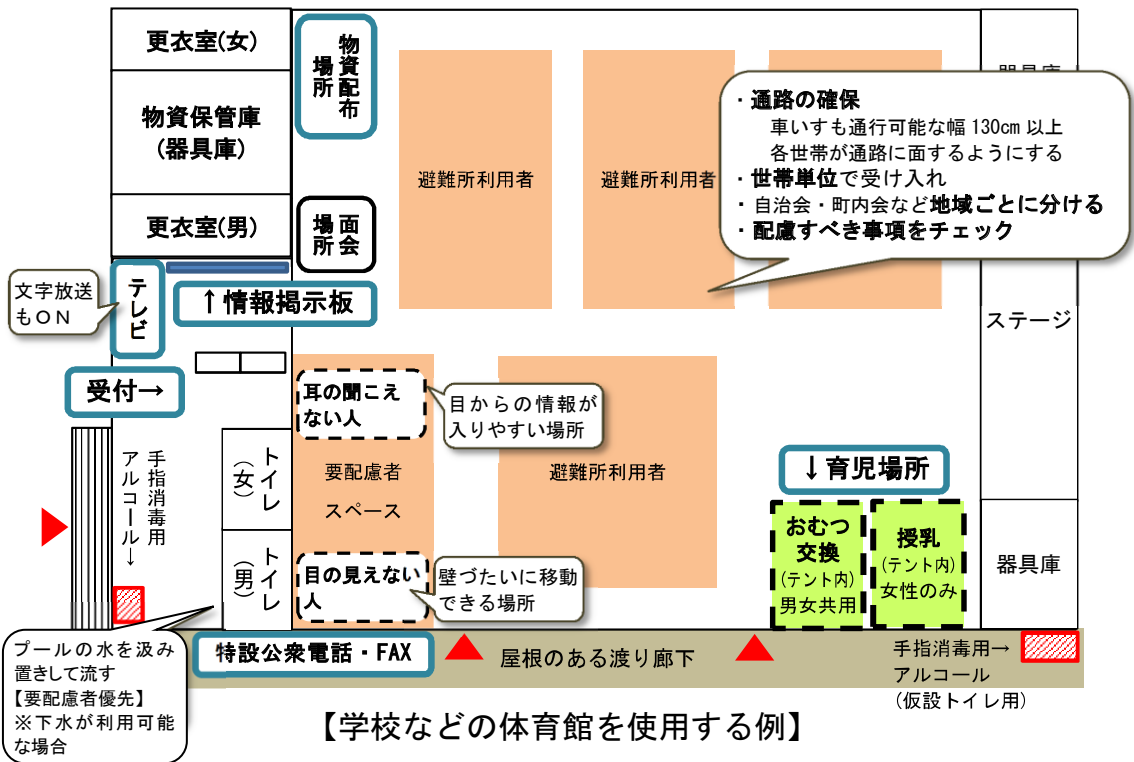 更衣室(女)
物資保管庫
(器具庫)
更衣室(男)
物資配布
場所
面会
場所
避難所利用者
避難所利用者
・通路の確保
車いすも通行可能な幅 130cm 以上
各世帯が通路に面するようにする
・世帯単位で受け入れ
・自治会・町内会など地域ごとに分ける
・配慮すべき事項をチェック
ステージ
文字放送
もON
テレビ
↑情報掲示板
受付→
耳の聞こえ
ない人
目からの情報が
入りやすい場所
要配慮者
スペース
避難所利用者
目の見えない
人
壁づたいに移動
できる場所
手指消毒用
アルコール→
トイレ
(女)
トイレ
(男)
↓育児場所
おむつ
交換
(テント内)
男女共用
授乳
(テント内)
女性のみ
器具庫
プールの水を汲み
置きして流す
【要配慮者優先】
※下水が利用可能
な場合
特設公衆電話・FAX
屋根のある渡り廊下
手指消毒用→
アルコール
(仮設トイレ用)
【学校などの体育館を使用する例】